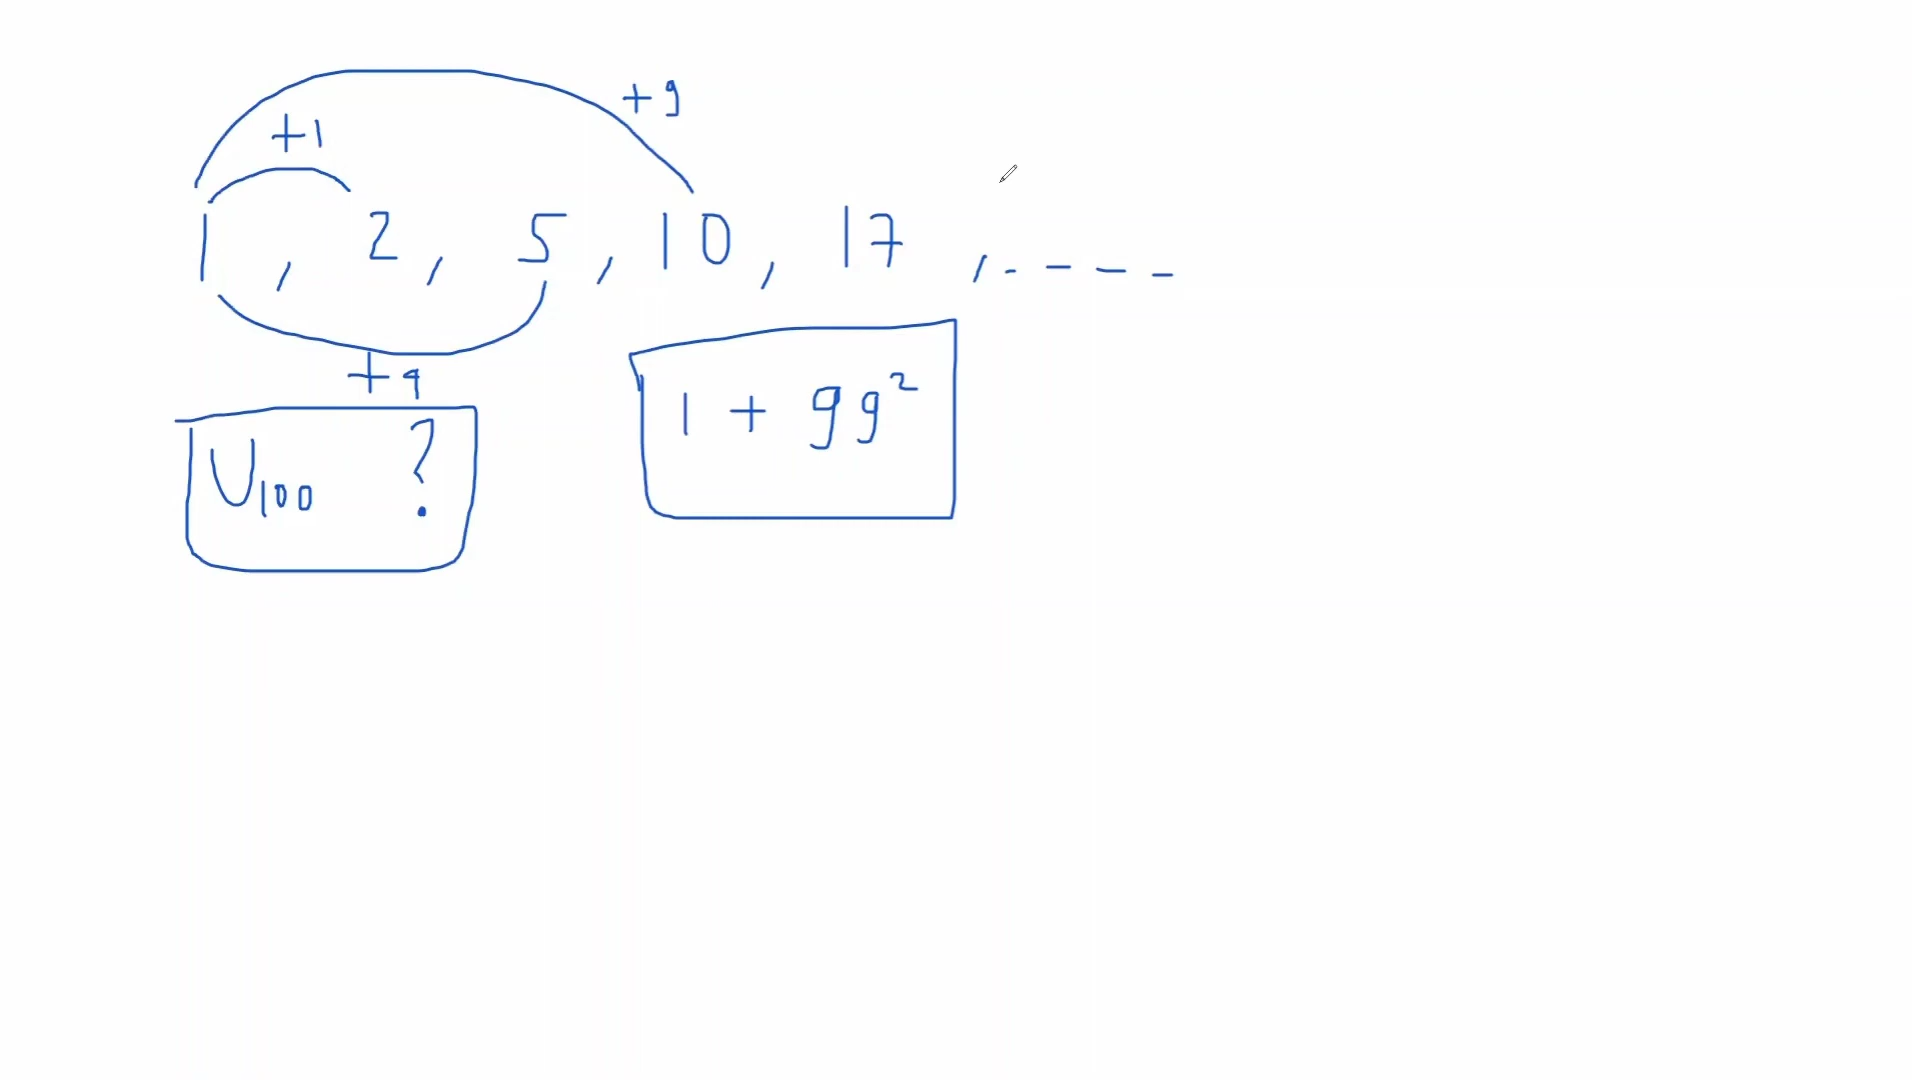 +9
+1
1 , 2 , 5 , 10 , 17 , - - - -
+4
U₁₀₀ ?
1 + 99²